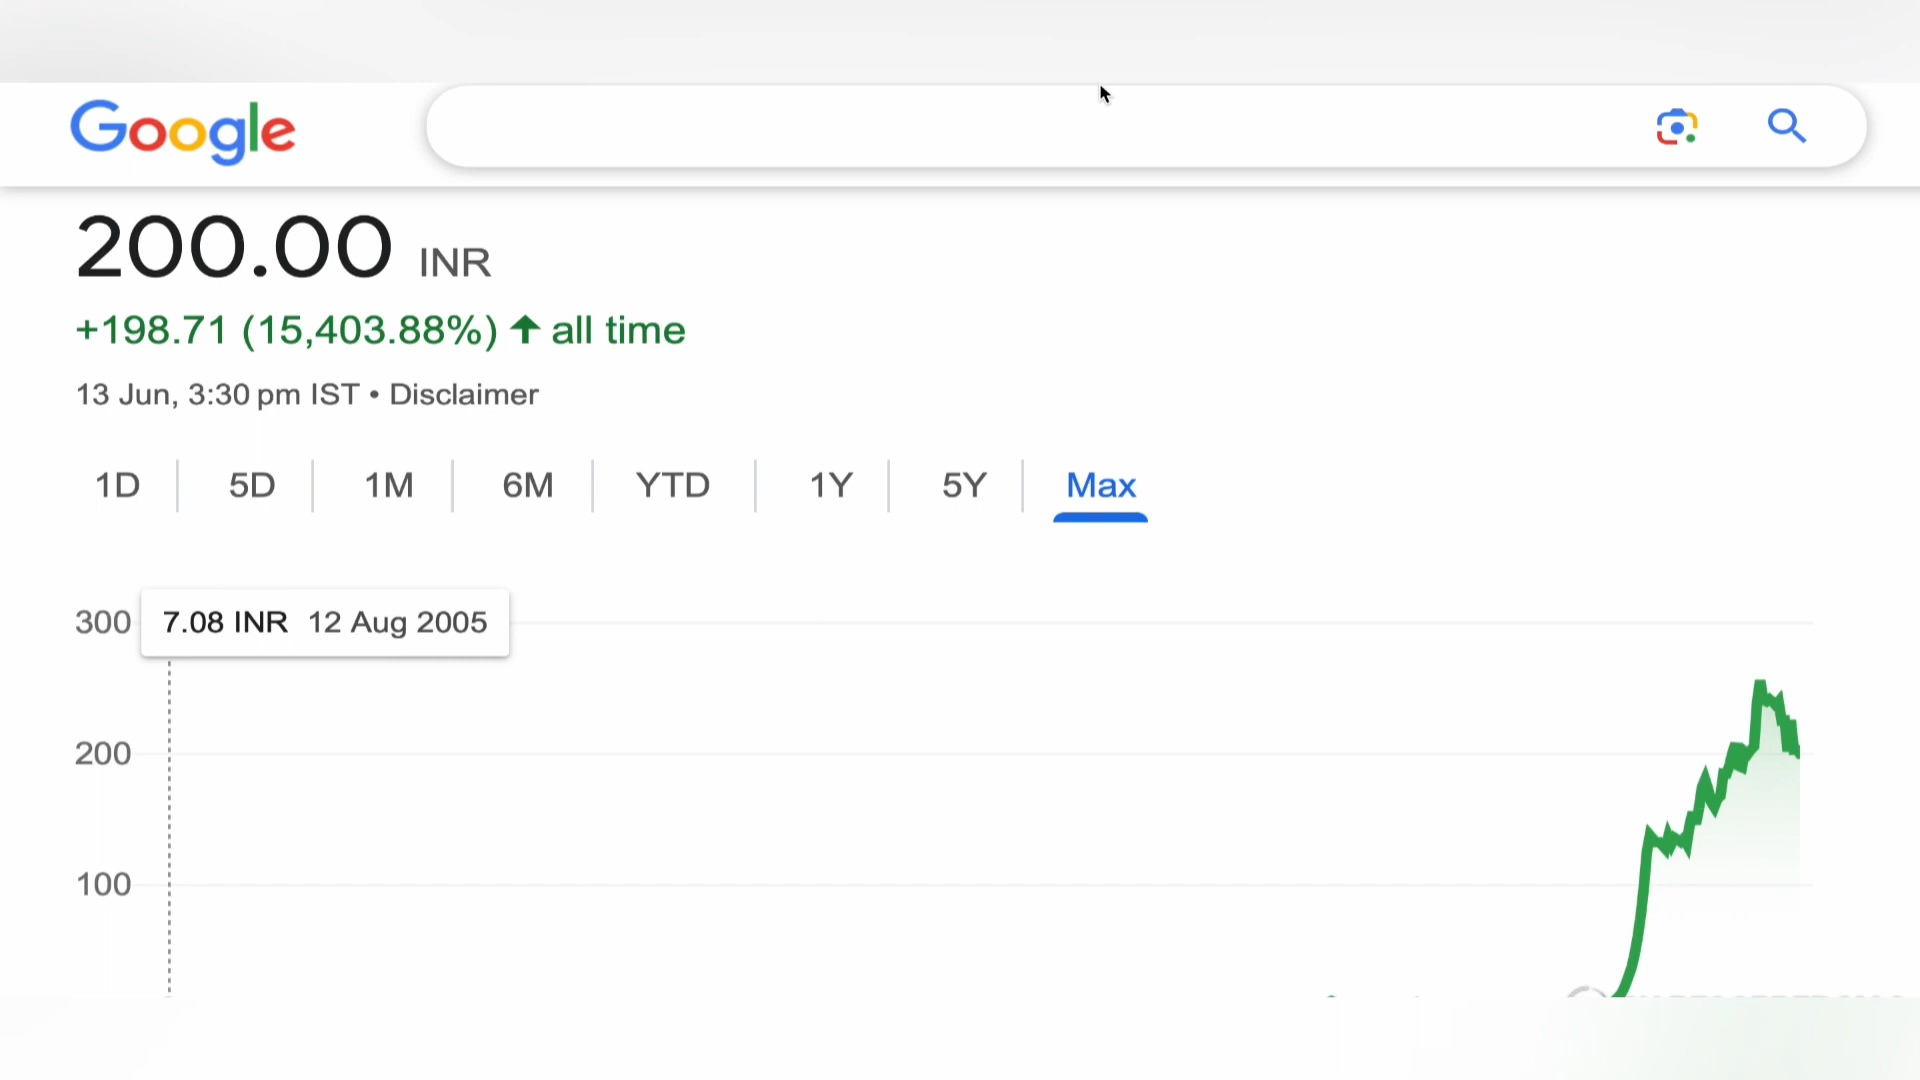 Google
200.00 INR
+198.71 (15,403.88%) ↑ all time
13 Jun, 3:30 pm IST • Disclaimer
1D 5D 1M 6M YTD 1Y 5Y Max
300 7.08 INR 12 Aug 2005
200
100